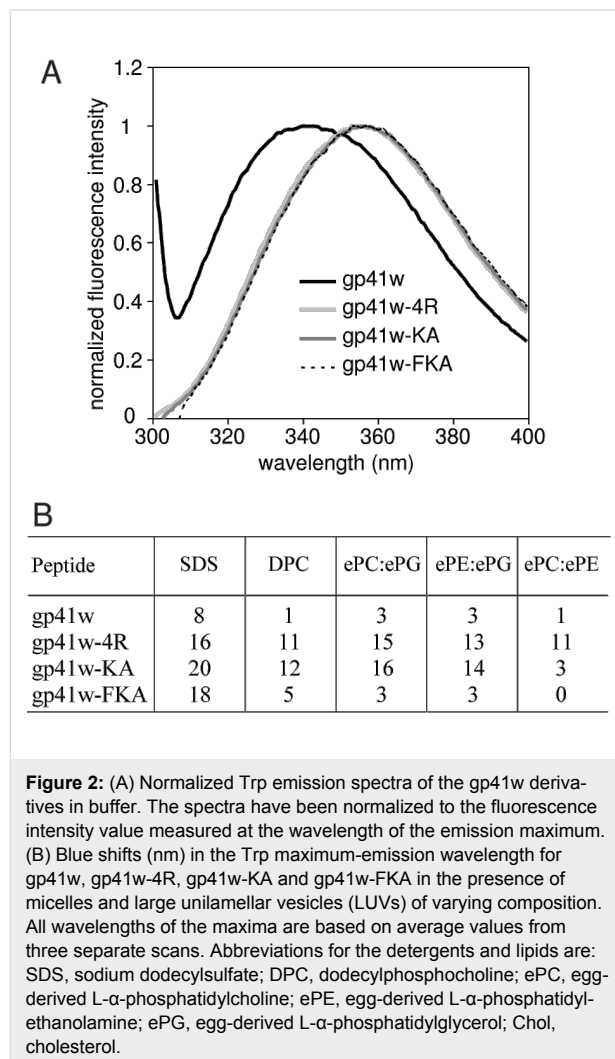 A
normalized fluorescence intensity
1.2
1
0.8
0.6
0.4
0.2
0
gp41w
gp41w-4R
gp41w-KA
gp41w-FKA
300 320 340 360 380 400
wavelength (nm)
B
Peptide SDS DPC ePC:ePG ePE:ePG ePC:ePE
gp41w 8 1 3 3 1
gp41w-4R 16 11 15 13 11
gp41w-KA 20 12 16 14 3
gp41w-FKA 18 5 3 3 0
Figure 2: (A) Normalized Trp emission spectra of the gp41w deriva-
tives in buffer. The spectra have been normalized to the fluorescence
intensity value measured at the wavelength of the emission maximum.
(B) Blue shifts (nm) in the Trp maximum-emission wavelength for
gp41w, gp41w-4R, gp41w-KA and gp41w-FKA in the presence of
micelles and large unilamellar vesicles (LUVs) of varying composition.
All wavelengths of the maxima are based on average values from
three separate scans. Abbreviations for the detergents and lipids are:
SDS, sodium dodecylsulfate; DPC, dodecylphosphocholine; ePC, egg-
derived L-α-phosphatidylcholine; ePE, egg-derived L-α-phosphatidyl-
ethanolamine; ePG, egg-derived L-α-phosphatidylglycerol; Chol,
cholesterol.